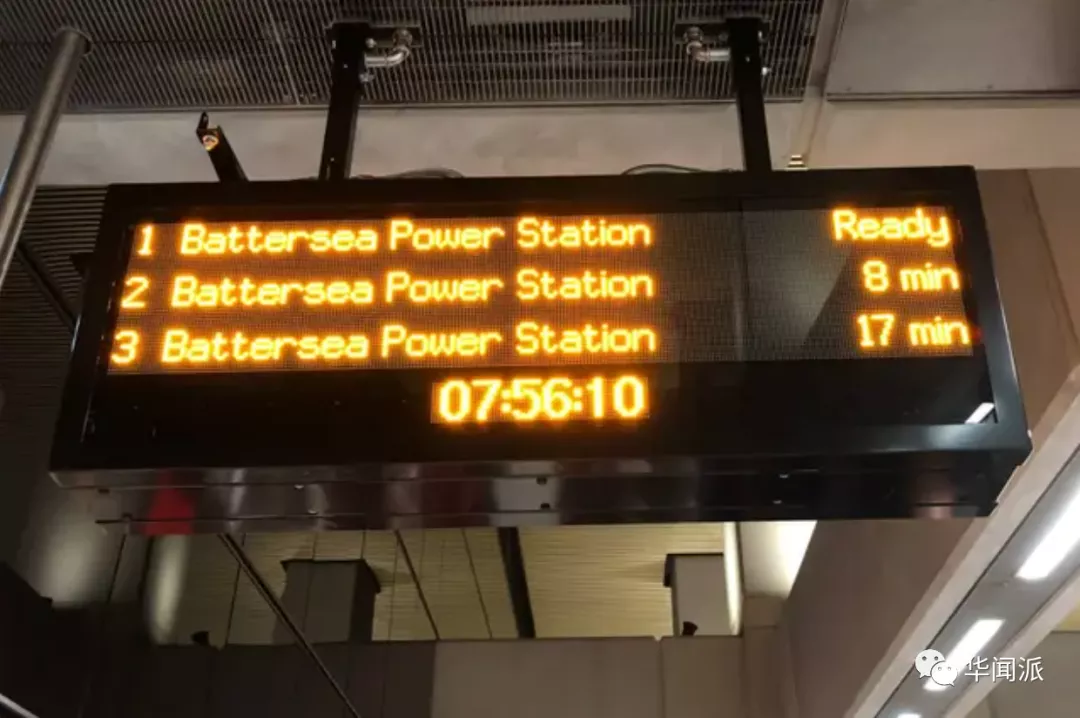 1 Battersea Power Station Ready
2 Battersea Power Station 8 min
3 Battersea Power Station 17 min
07:56:10
华闻派